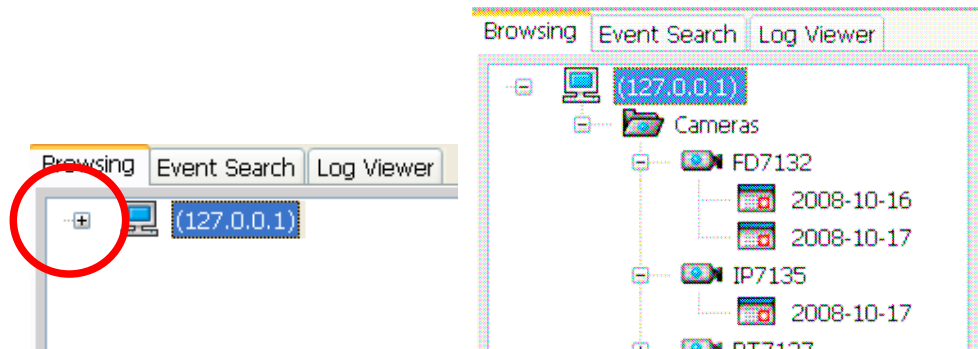 Browsing Event Search Log Viewer
(127.0.0.1)
Browsing Event Search Log Viewer
(127.0.0.1)
Cameras
FD7132
2008-10-16
2008-10-17
IP7135
2008-10-17